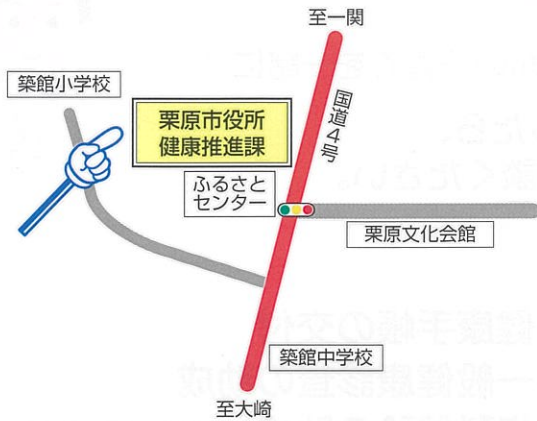 至一関
築館小学校
国道4号
栗原市役所
健康推進課
ふるさと
センター
栗原文化会館
築館中学校
至大崎